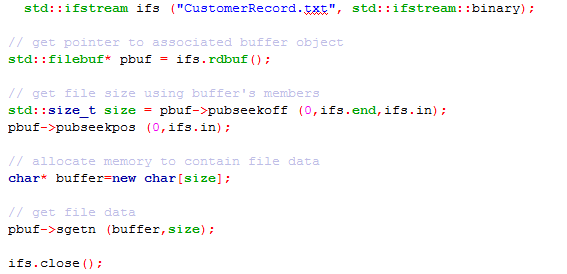 std::ifstream ifs ("CustomerRecord.txt", std::ifstream::binary);
// get pointer to associated buffer object
std::filebuf* pbuf = ifs.rdbuf();
// get file size using buffer's members
std::size_t size = pbuf->pubseekoff (0,ifs.end,ifs.in);
pbuf->pubseekpos (0,ifs.in);
// allocate memory to contain file data
char* buffer=new char[size];
// get file data
pbuf->sgetn (buffer,size);
ifs.close();